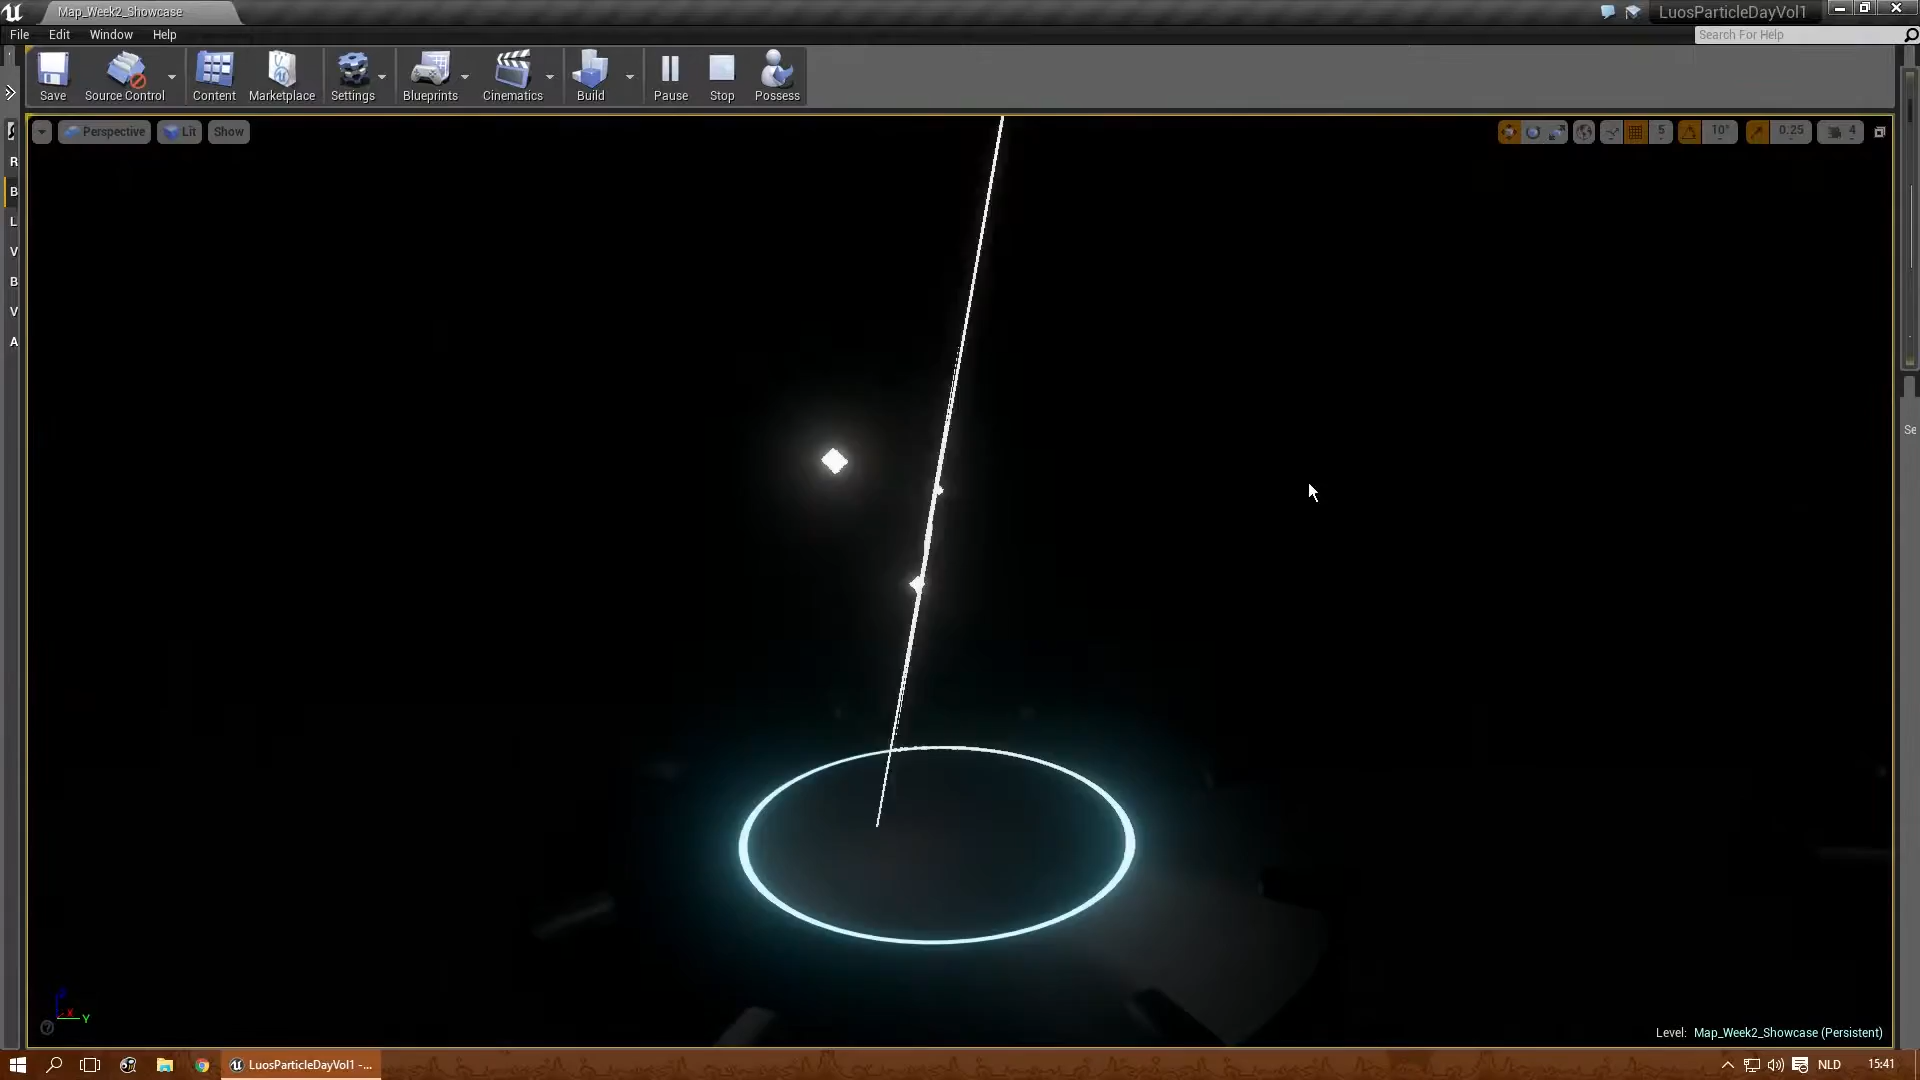 Map_Week2_Showcase
LuosParticleDayVol1
File Edit Window Help
Search For Help
Save Source Control Content Marketplace Settings Blueprints Cinematics Build Pause Stop Possess
Perspective Lit Show 5 10° 0.25 4
R
B
L
V
B
V
A
Se
X Y
Level: Map_Week2_Showcase (Persistent)
LuosParticleDayVol1 -... NLD 15:41